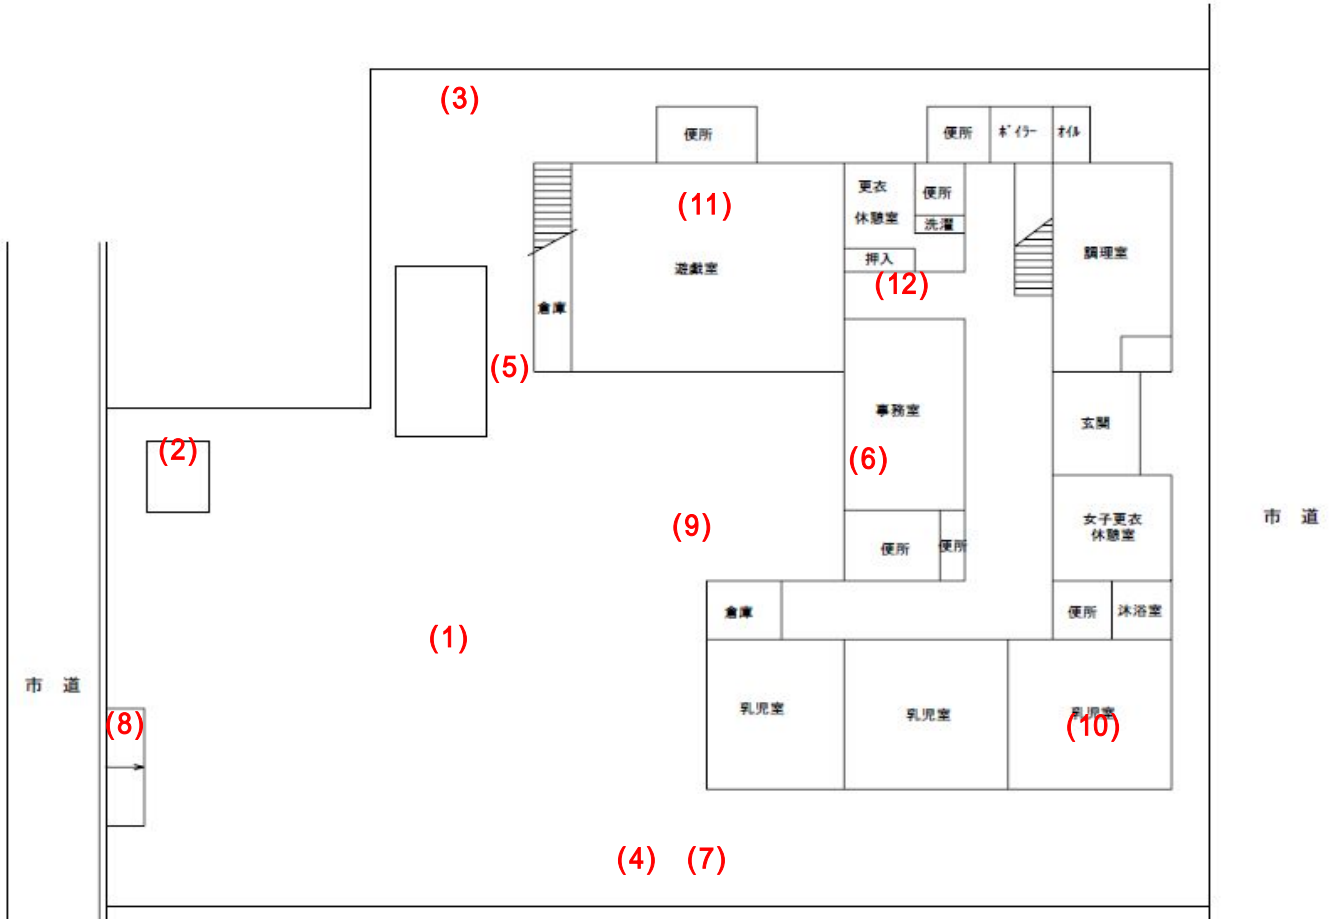 (3)
便所
便所
ボイラー
オイル
更衣
休憩室
便所
洗濯
押入
(11)
遊戯室
(12)
調理室
倉庫
(5)
事務室
(6)
玄関
(2)
(9)
女子更衣
休憩室
市 道
便所
便所
倉庫
便所
沐浴室
(1)
市 道
(8)
乳児室
乳児室
乳児室
(10)
(4)
(7)